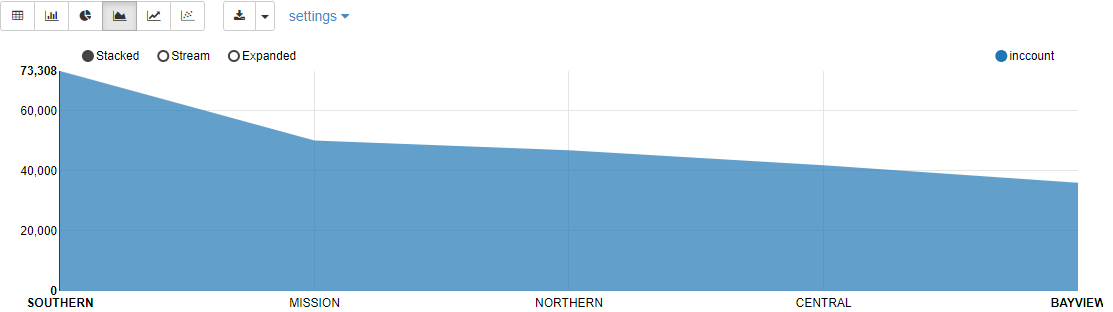 settings
Stacked Stream Expanded inccount
73,308
60,000
40,000
20,000
0
SOUTHERN MISSION NORTHERN CENTRAL BAYVIEW